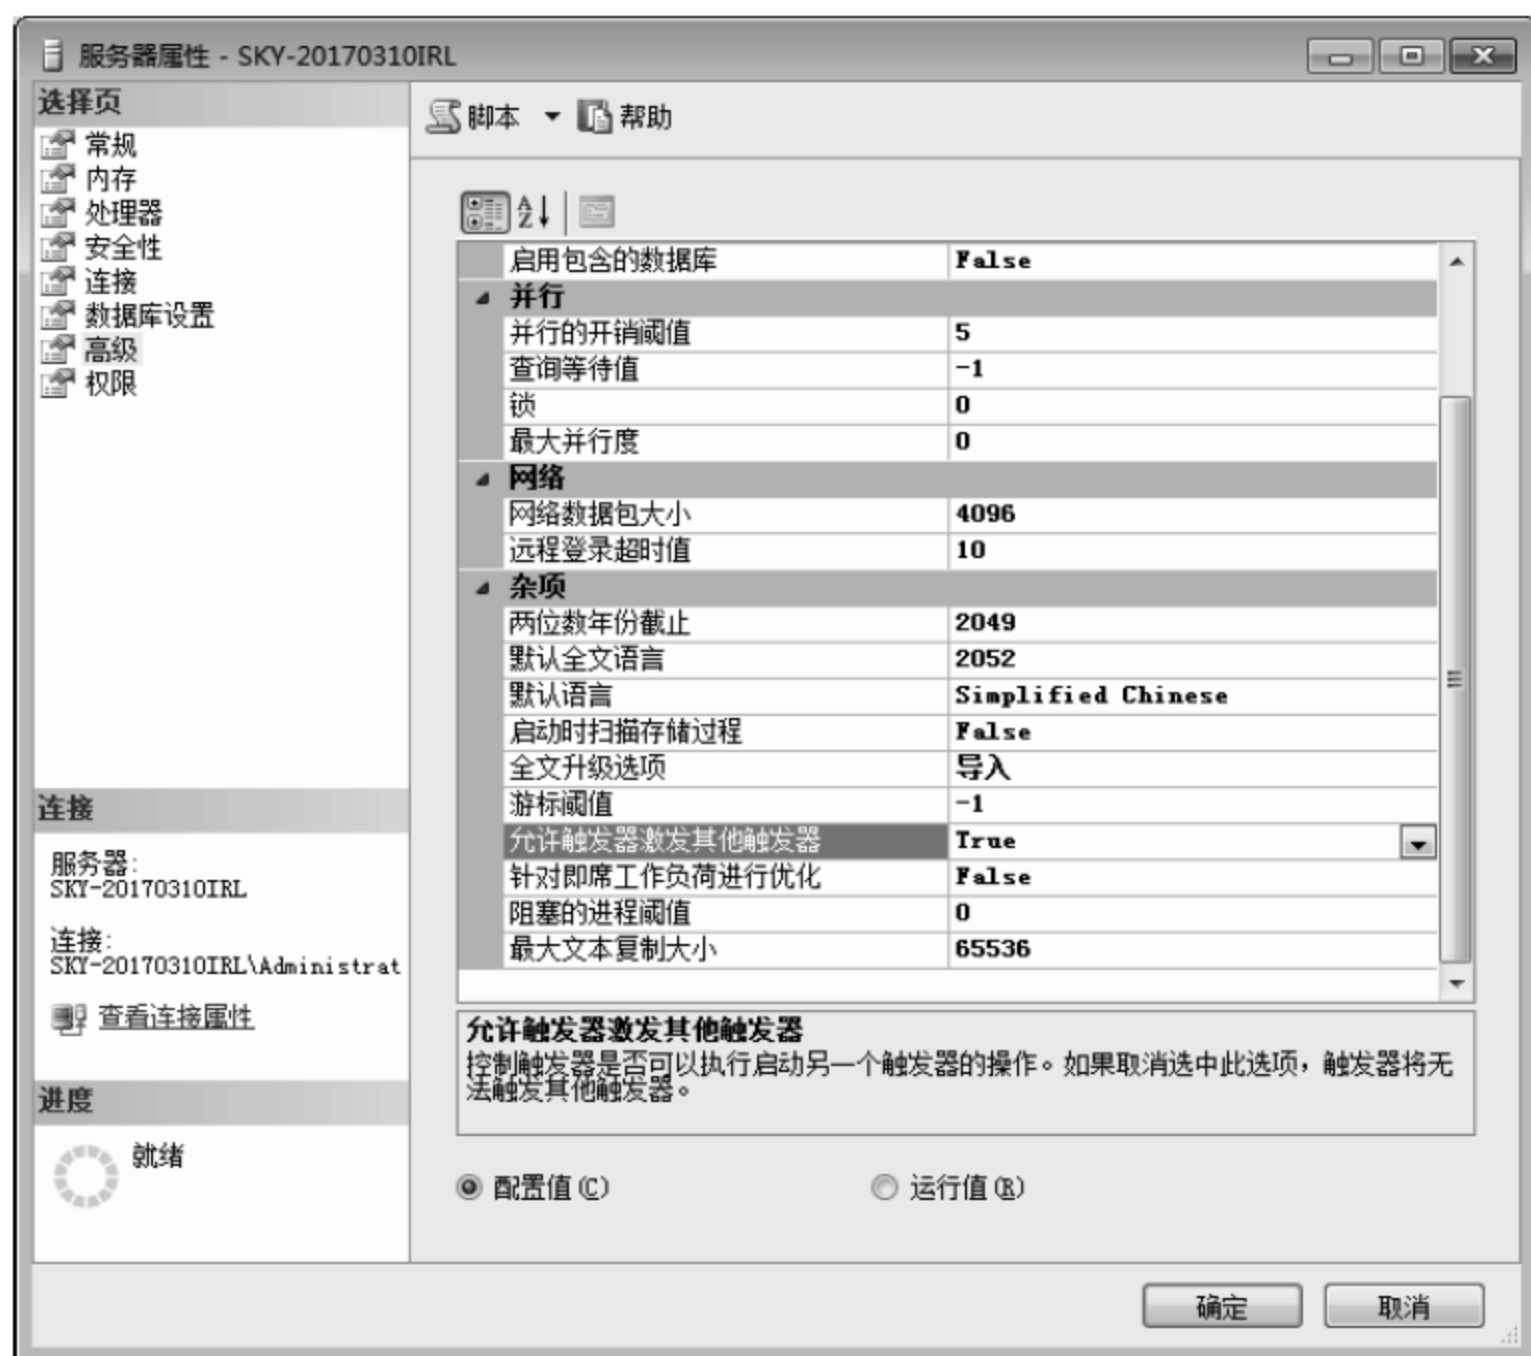 服务器属性 - SKY-20170310IRL
选择页
常规
内存
处理器
安全性
连接
数据库设置
高级
权限
脚本
帮助
启用包含的数据库 False
并行
并行的开销阈值 5
查询等待值 -1
锁 0
最大并行度 0
网络
网络数据包大小 4096
远程登录超时值 10
杂项
两位数年份截止 2049
默认全文语言 2052
默认语言 Simplified Chinese
启动时扫描存储过程 False
全文升级选项 导入
游标阈值 -1
允许触发器激发其他触发器 True
针对即席工作负荷进行优化 False
阻塞的进程阈值 0
最大文本复制大小 65536
允许触发器激发其他触发器
控制触发器是否可以执行启动另一个触发器的操作。如果取消选中此选项，触发器将无
法触发其他触发器。
配置值(C)
运行值(R)
连接
服务器:
SKY-20170310IRL
连接:
SKY-20170310IRL\Administrat
查看连接属性
进度
就绪
确定
取消